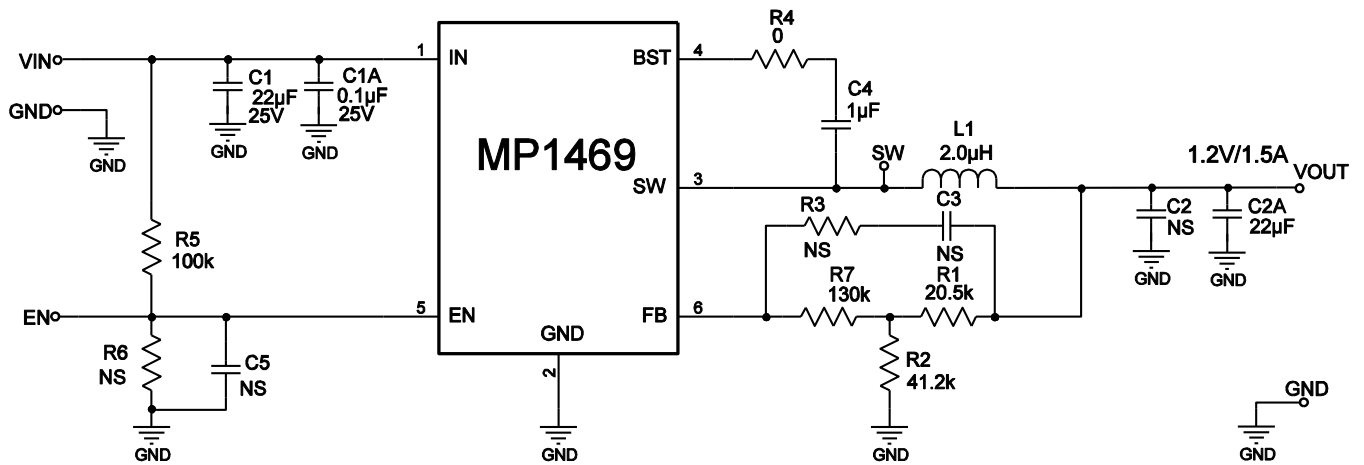 R4
0
VIN
1
IN
BST
4
C1
22µF
25V
C1A
0.1µF
25V
C4
1µF
GND
GND
GND
GND
MP1469
L1
2.0µH
SW
1.2V/1.5A
VOUT
SW
3
C3
NS
R3
NS
C2
NS
C2A
22µF
GND
GND
R5
100k
R7
130k
R1
20.5k
EN
5
EN
FB
6
GND
2
R6
NS
C5
NS
R2
41.2k
GND
GND
GND
GND
GND